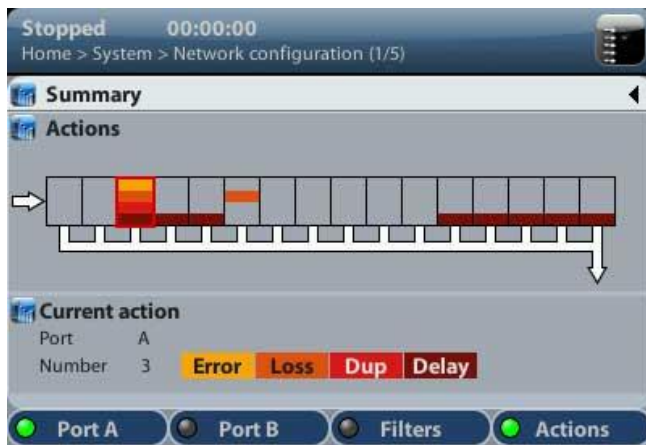 Stopped 00:00:00
Home > System > Network configuration (1/5)
Summary
Actions
Current action
Port A
Number 3 Error Loss Dup Delay
Port A Port B Filters Actions